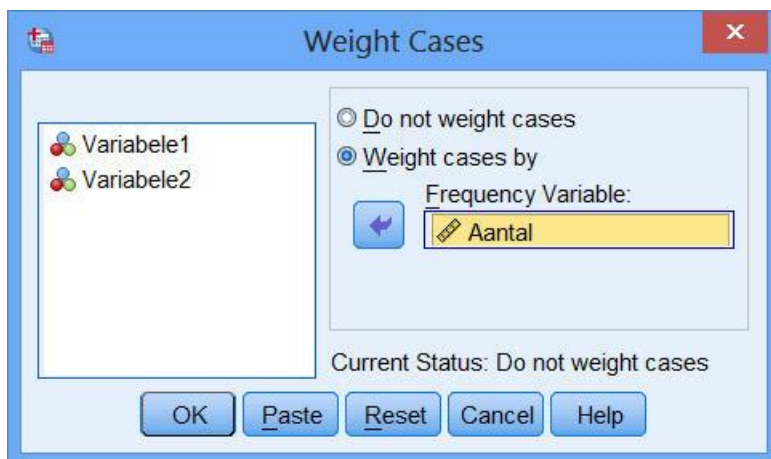 Weight Cases
Variabele1
Variabele2
Do not weight cases
Weight cases by
Frequency Variable:
Aantal
Current Status: Do not weight cases
OK Paste Reset Cancel Help